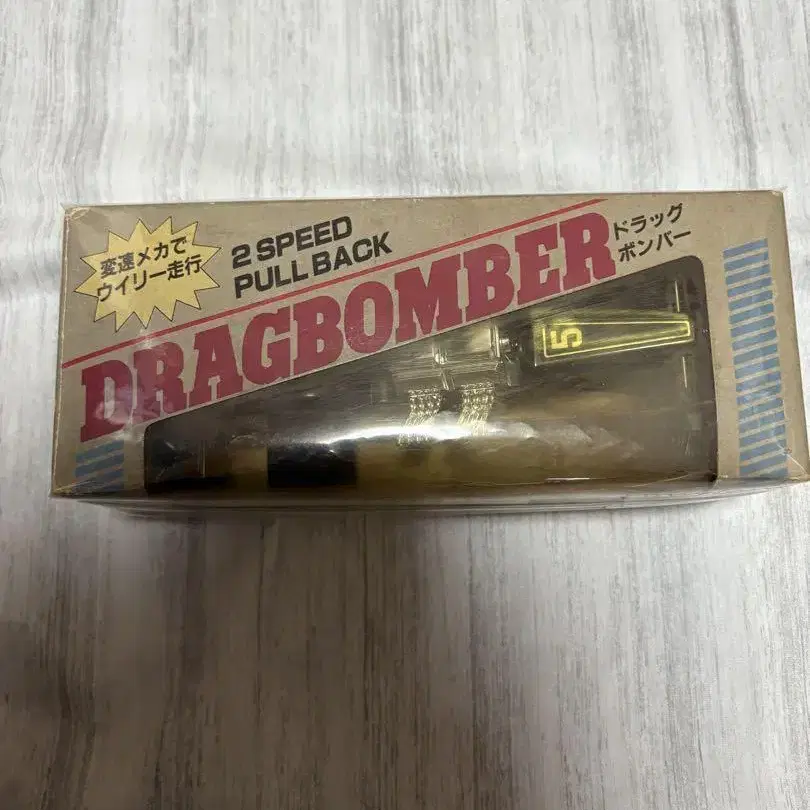 変速メカで
ウイリー走行
2 SPEED
PULL BACK
DRAGBOMBER
ドラッグ
ボンバー
5